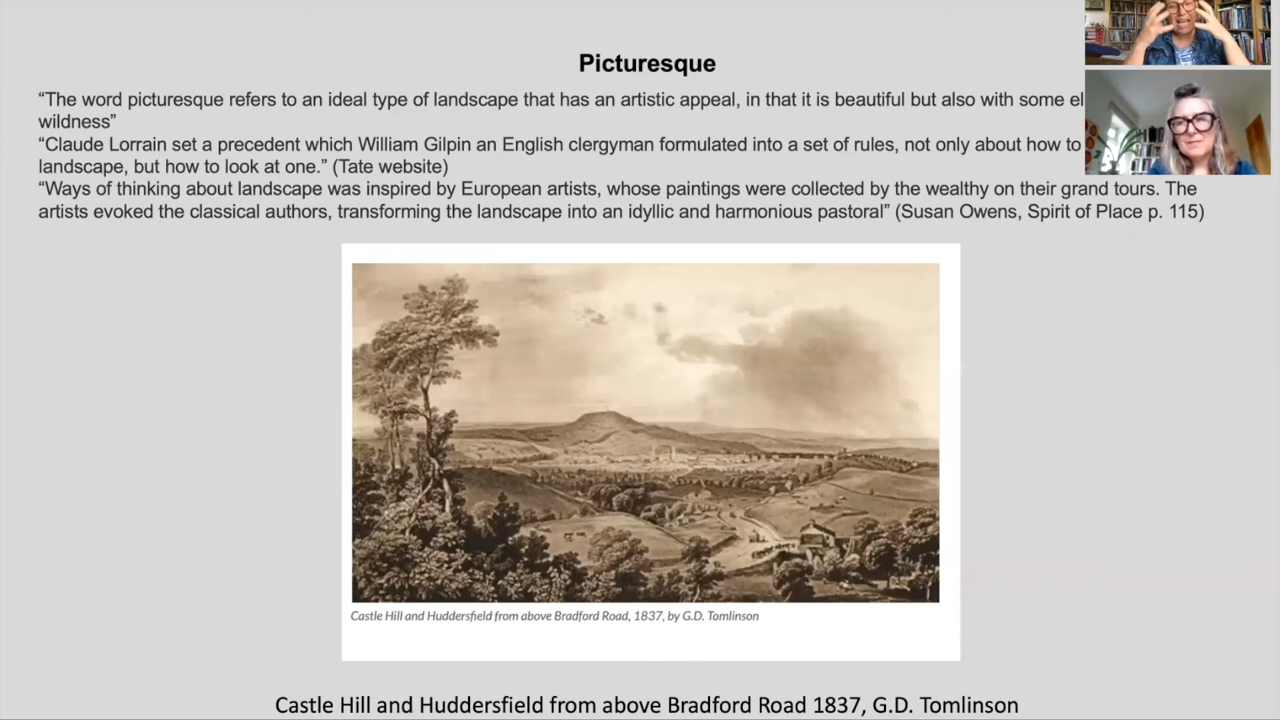 Picturesque
“The word picturesque refers to an ideal type of landscape that has an artistic appeal, in that it is beautiful but also with some el
wildness”
“Claude Lorrain set a precedent which William Gilpin an English clergyman formulated into a set of rules, not only about how to
landscape, but how to look at one.” (Tate website)
“Ways of thinking about landscape was inspired by European artists, whose paintings were collected by the wealthy on their grand tours. The
artists evoked the classical authors, transforming the landscape into an idyllic and harmonious pastoral” (Susan Owens, Spirit of Place p. 115)
Castle Hill and Huddersfield from above Bradford Road, 1837, by G.D. Tomlinson
Castle Hill and Huddersfield from above Bradford Road 1837, G.D. Tomlinson